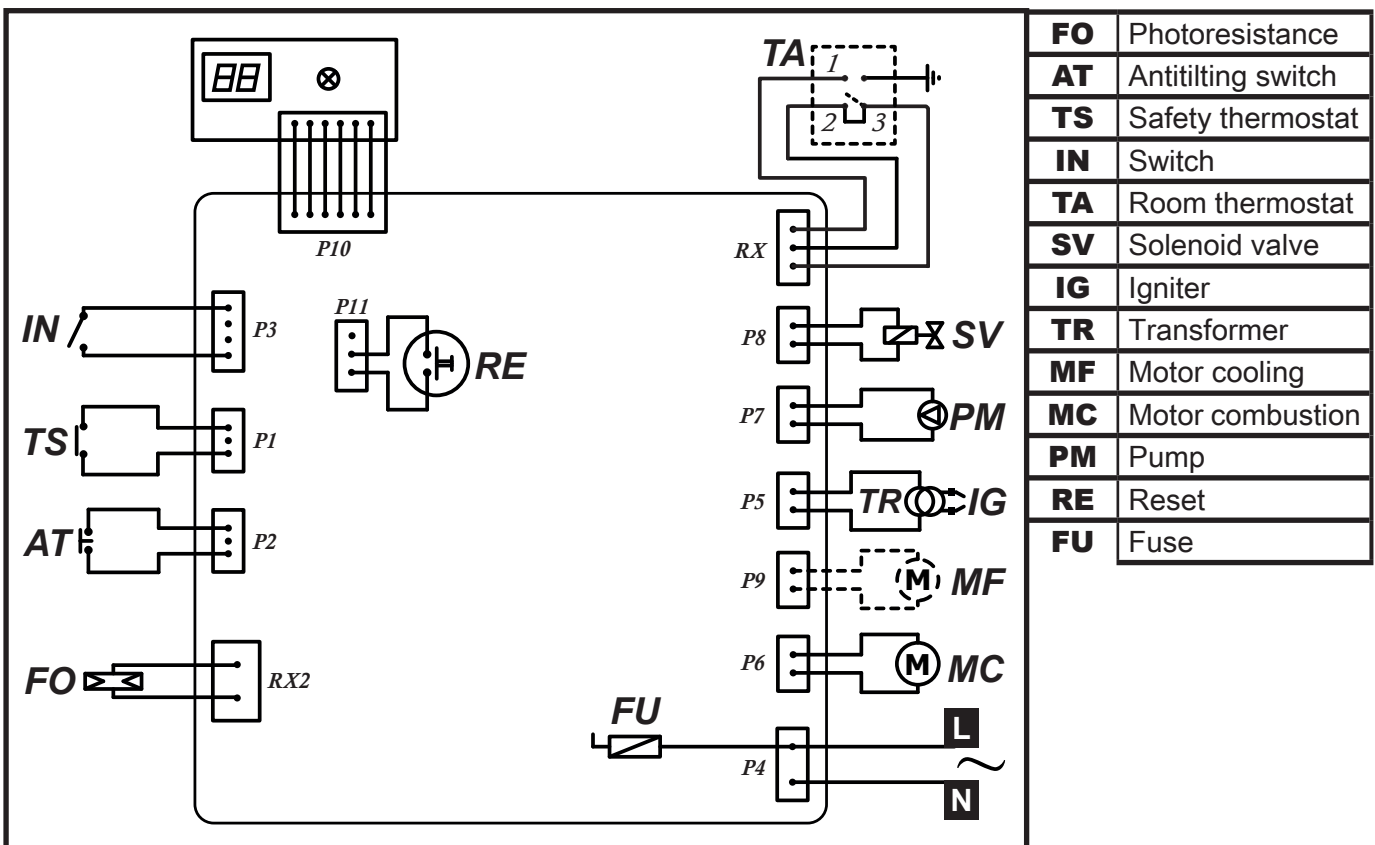 88
TA
1
2 3
P10
RX
IN
P3
P11
RE
P8
SV
TS
P1
P7
PM
AT
P2
P5
TR
IG
P9
M
MF
FO
RX2
P6
M
MC
FU
L
P4
N
FO Photoresistance
AT Antitilting switch
TS Safety thermostat
IN Switch
TA Room thermostat
SV Solenoid valve
IG Igniter
TR Transformer
MF Motor cooling
MC Motor combustion
PM Pump
RE Reset
FU Fuse